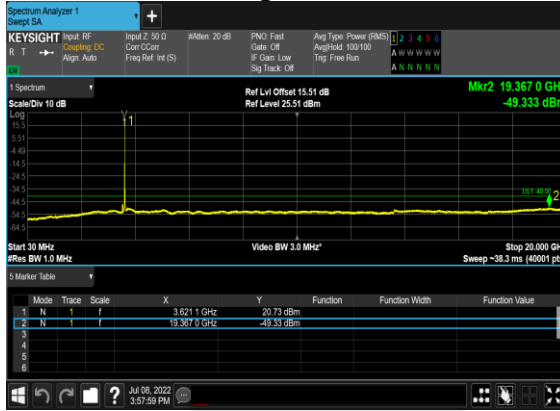 Spectrum Analyzer 1
Swept SA
KEYSIGHT Input: RF Input Z: 50 Ω #Atten: 20 dB PNO: Fast Avg Type: Power (RMS) 1 2 3 4 5 6
R T Coupling: DC Corr CCorr Gate: Off Avg|Hold: 100/100 A W W W W W
Align: Auto Freq Ref: Int (S) IF Gain: Low Trig: Free Run
Sig Track: Off A N N N N N
1 Spectrum Ref Lvl Offset 15.51 dB Mkr2 19.367 0 GH
Scale/Div 10 dB Ref Level 25.51 dBm -49.333 dBm
Log
15.5
5.51
-4.49
-14.5
-24.5
-34.5
-44.5
-54.5
-64.5
1
2
Start 30 MHz Video BW 3.0 MHz* Stop 20.000 GH
#Res BW 1.0 MHz Sweep ~38.3 ms (40001 pt
5 Marker Table
Mode Trace Scale X Y Function Function Width Function Value
1 N 1 f 3.621 1 GHz 20.73 dBm
2 N 1 f 19.367 0 GHz -49.33 dBm
3
4
5
6
? Jul 08, 2022
3:57:59 PM